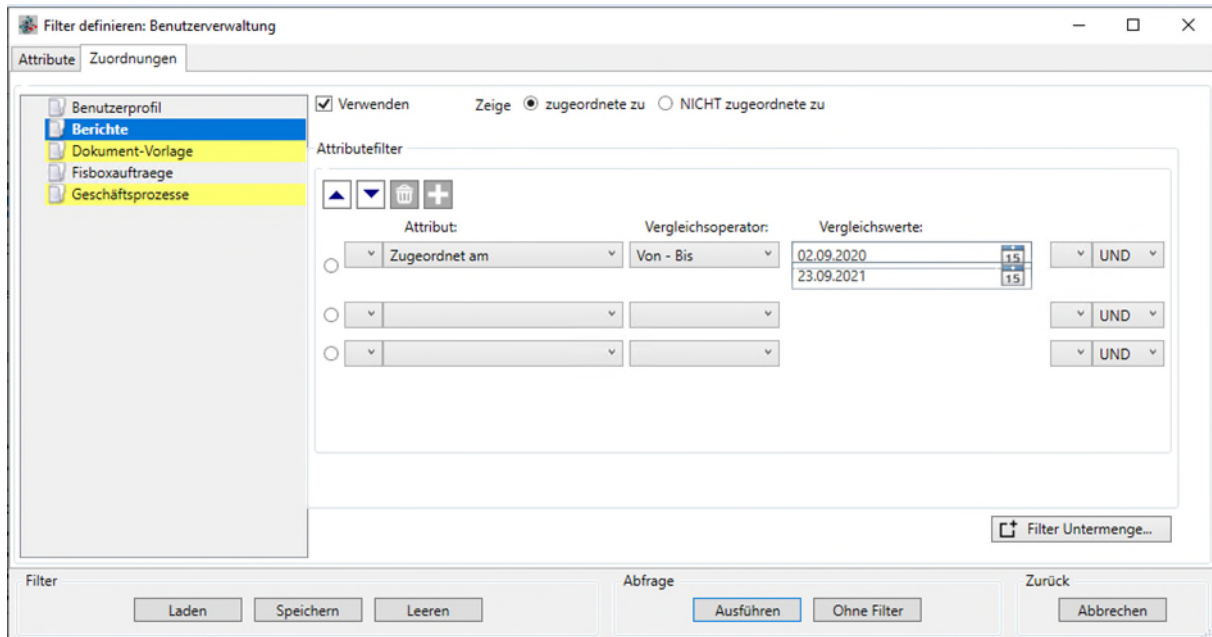 Filter definieren: Benutzerverwaltung
Attribute Zuordnungen
Benutzerprofil
Berichte
Dokument-Vorlage
Fisboxauftraege
Geschäftsprozesse
Verwenden Zeige zugeordnete zu NICHT zugeordnete zu
Attributefilter
Attribut: Vergleichsoperator: Vergleichswerte:
Zugeordnet am Von - Bis 02.09.2020 15 UND
23.09.2021 15
UND
UND
Filter Untermenge...
Filter Abfrage Zurück
Laden Speichern Leeren Ausführen Ohne Filter Abbrechen